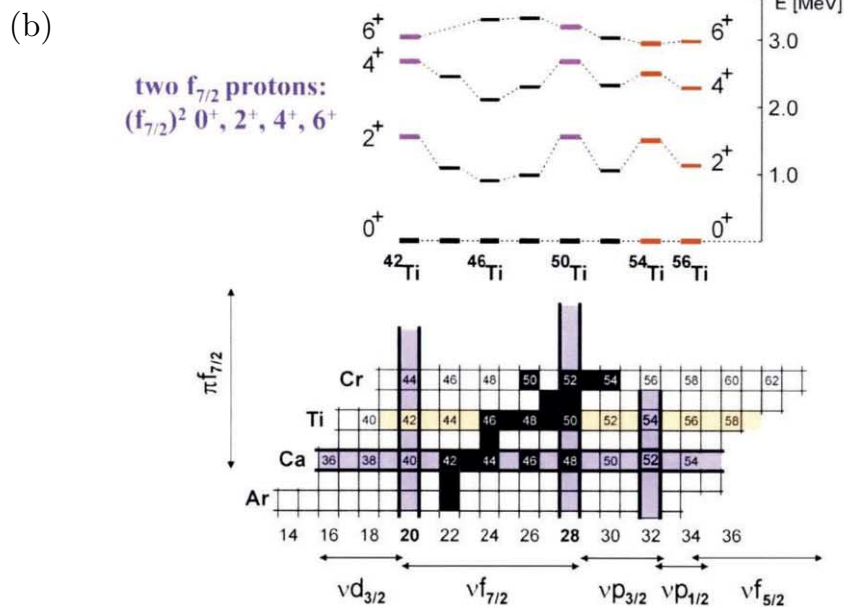 (b)
E [MeV]
6⁺ 6⁺
3.0
4⁺ 4⁺
two f₇/₂ protons:
(f₇/₂)² 0⁺, 2⁺, 4⁺, 6⁺
2.0
2⁺ 2⁺
1.0
0⁺ 0⁺
⁴²Ti ⁴⁶Ti ⁵⁰Ti ⁵⁴Ti ⁵⁶Ti
πf₇/₂
Cr 44 46 48 50 52 54 56 58 60 62
Ti 40 42 44 46 48 50 52 54 56 58
Ca 36 38 40 42 44 46 48 50 52 54
Ar
14 16 18 20 22 24 26 28 30 32 34 36
νd₃/₂ νf₇/₂ νp₃/₂ νp₁/₂ νf₅/₂